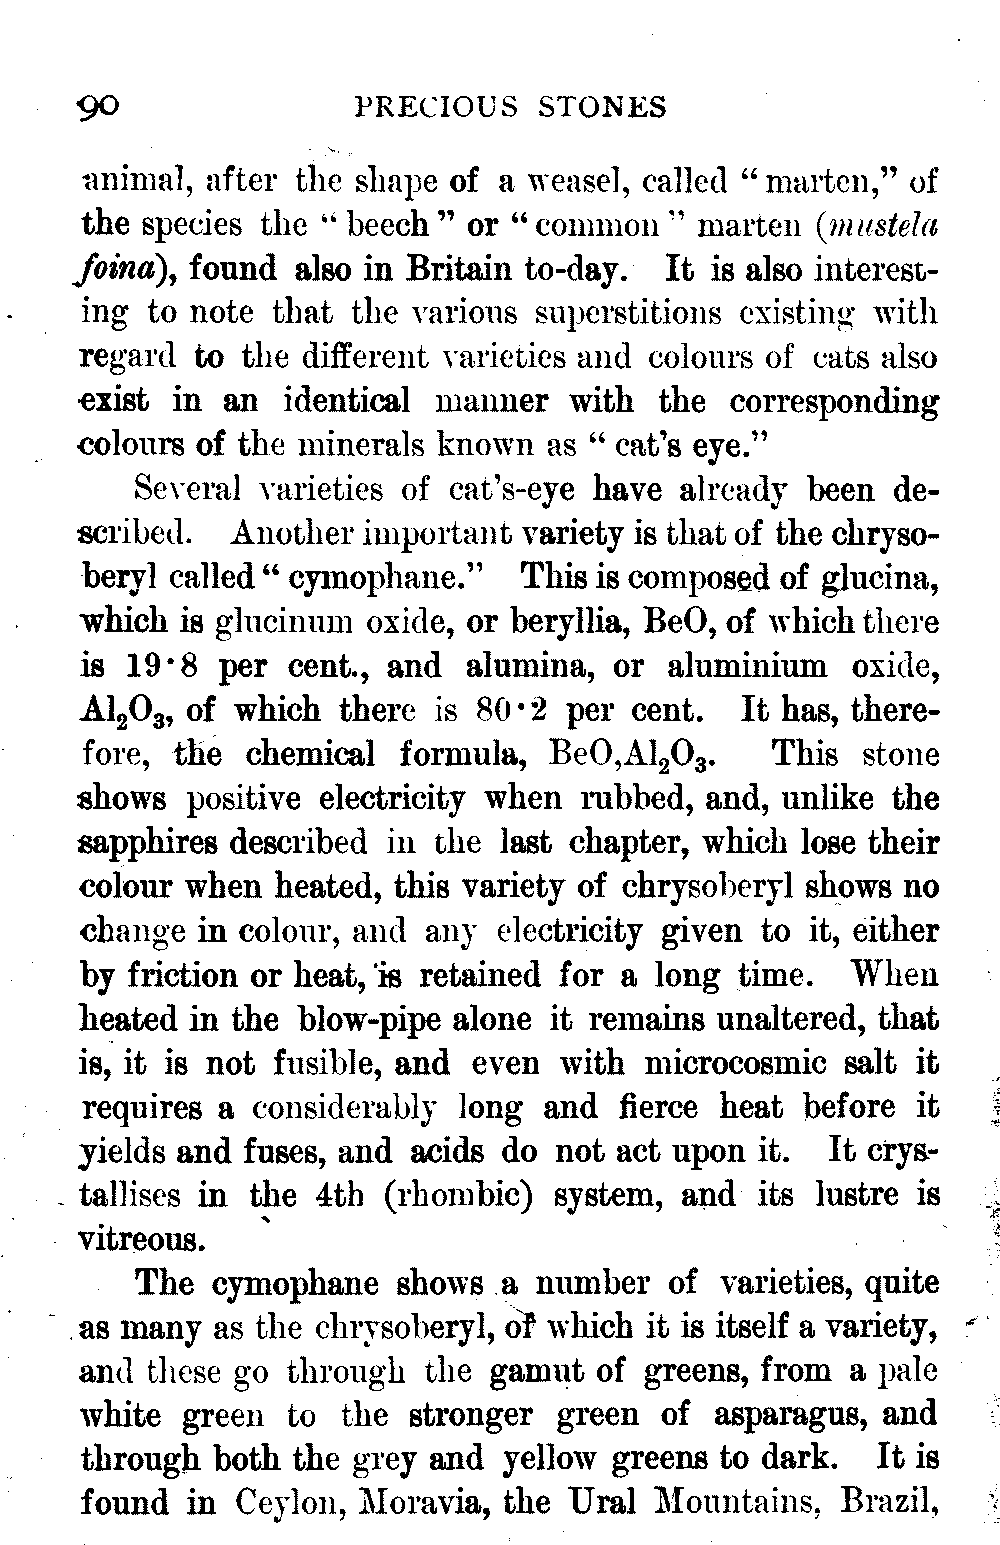 90 PRECIOUS STONES
animal, after the shape of a weasel, called “ marten,” of
the species the “ beech ” or “ common ” marten (mustela
foina), found also in Britain to-day. It is also interest-
ing to note that the various superstitions existing with
regard to the different varieties and colours of cats also
exist in an identical manner with the corresponding
colours of the minerals known as “ cat’s eye.”
Several varieties of cat’s-eye have already been de-
scribed. Another important variety is that of the chryso-
beryl called “ cymophane.” This is composed of glucina,
which is glucinum oxide, or beryllia, BeO, of which there
is 19·8 per cent., and alumina, or aluminium oxide,
Al₂O₃, of which there is 80·2 per cent. It has, there-
fore, the chemical formula, BeO,Al₂O₃. This stone
shows positive electricity when rubbed, and, unlike the
sapphires described in the last chapter, which lose their
colour when heated, this variety of chrysoberyl shows no
change in colour, and any electricity given to it, either
by friction or heat, is retained for a long time. When
heated in the blow-pipe alone it remains unaltered, that
is, it is not fusible, and even with microcosmic salt it
requires a considerably long and fierce heat before it
yields and fuses, and acids do not act upon it. It crys-
tallises in the 4th (rhombic) system, and its lustre is
vitreous.
The cymophane shows a number of varieties, quite
as many as the chrysoberyl, of which it is itself a variety,
and these go through the gamut of greens, from a pale
white green to the stronger green of asparagus, and
through both the grey and yellow greens to dark. It is
found in Ceylon, Moravia, the Ural Mountains, Brazil,